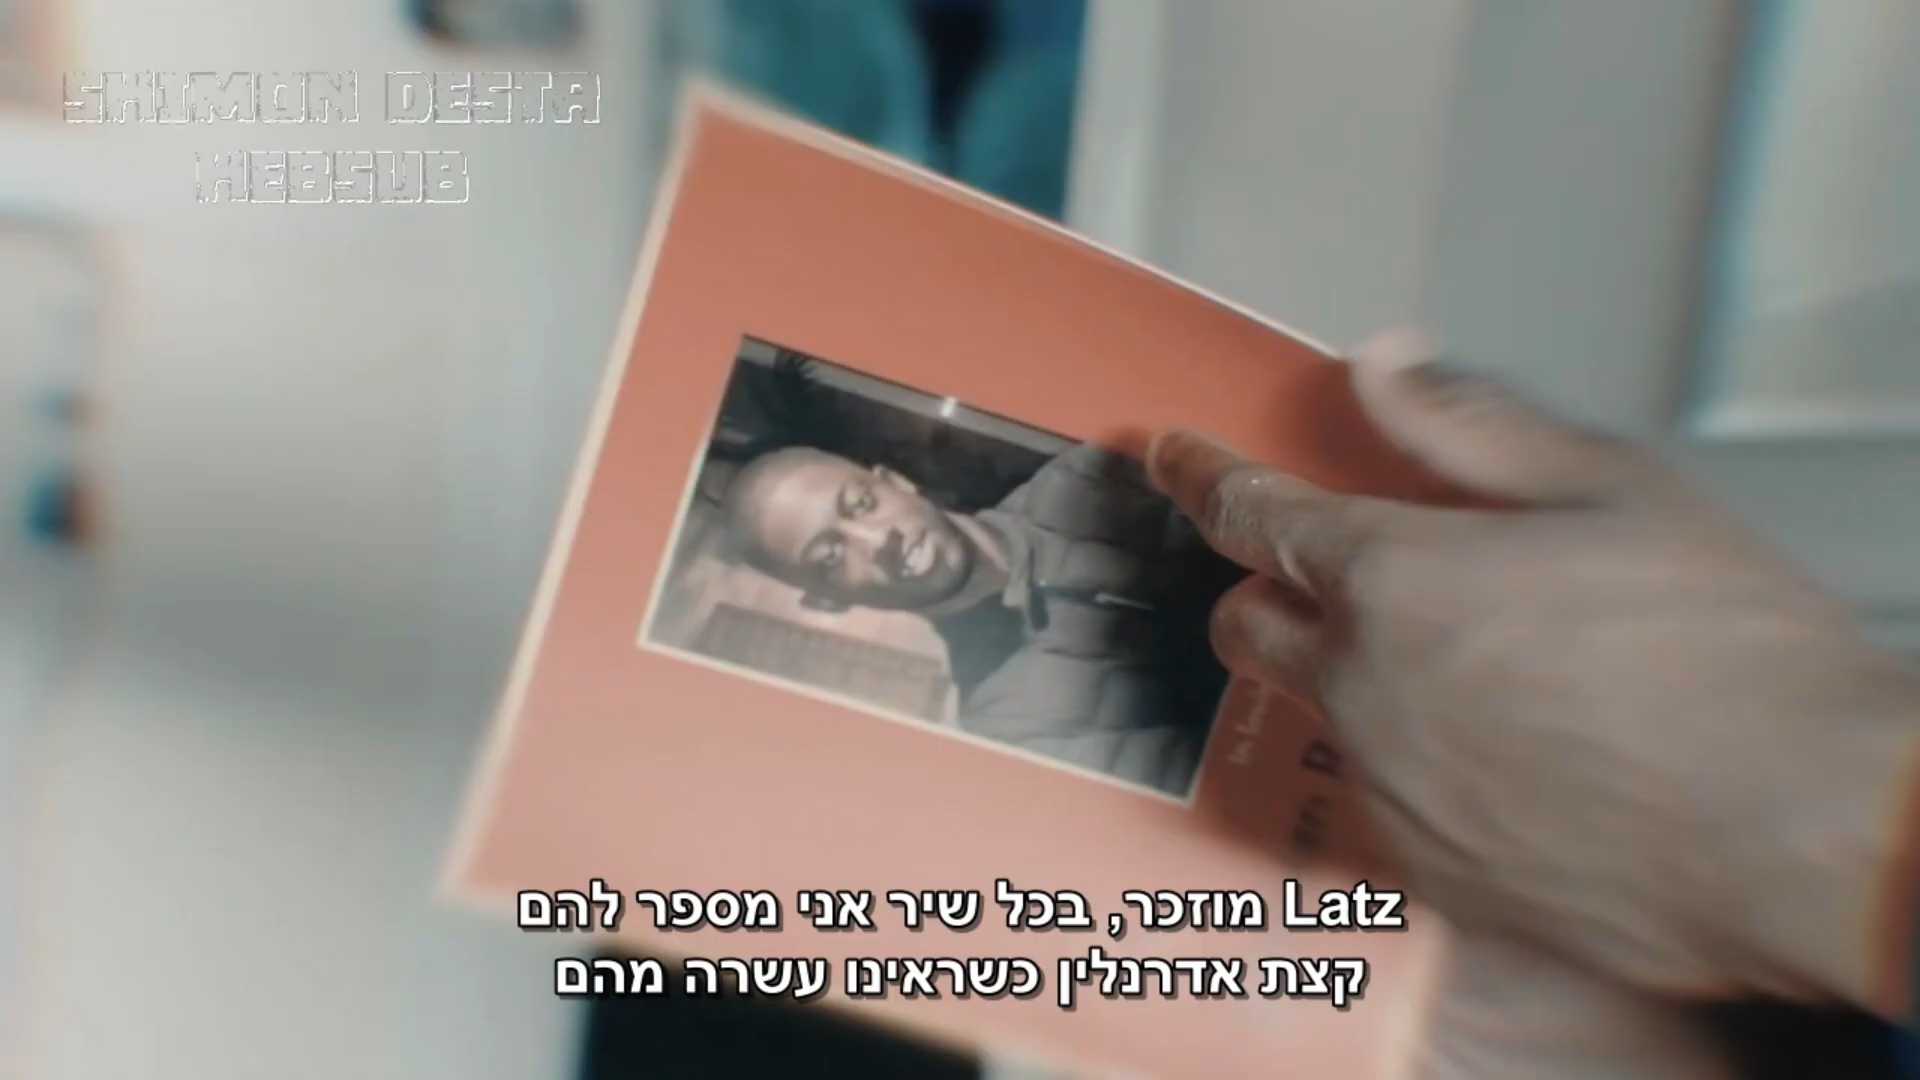 SHIMON DESTA
HEBSUB
Latz מוזכר, בכל שיר אני מספר להם
קצת אדרנלין כשראינו עשרה מהם